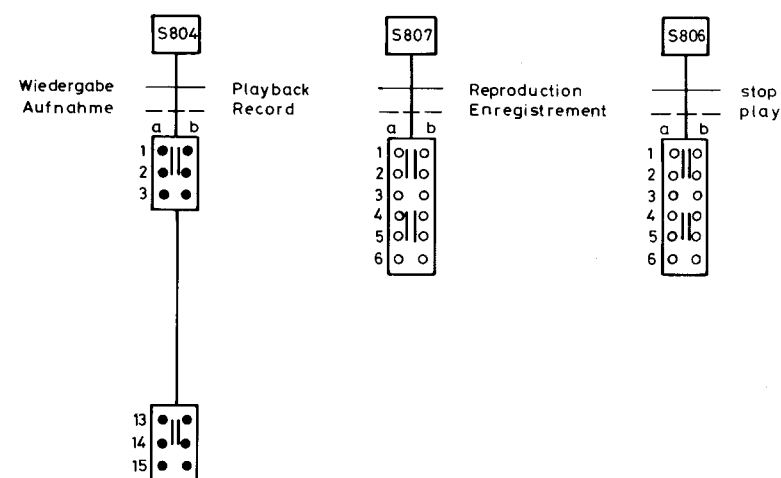 S804
S807
S806
Wiedergabe
Playback
Reproduction
stop
Aufnahme
Record
Enregistrement
play
a b
a b
a b
1
2
3
1
2
3
4
5
6
1
2
3
4
5
6
13
14
15